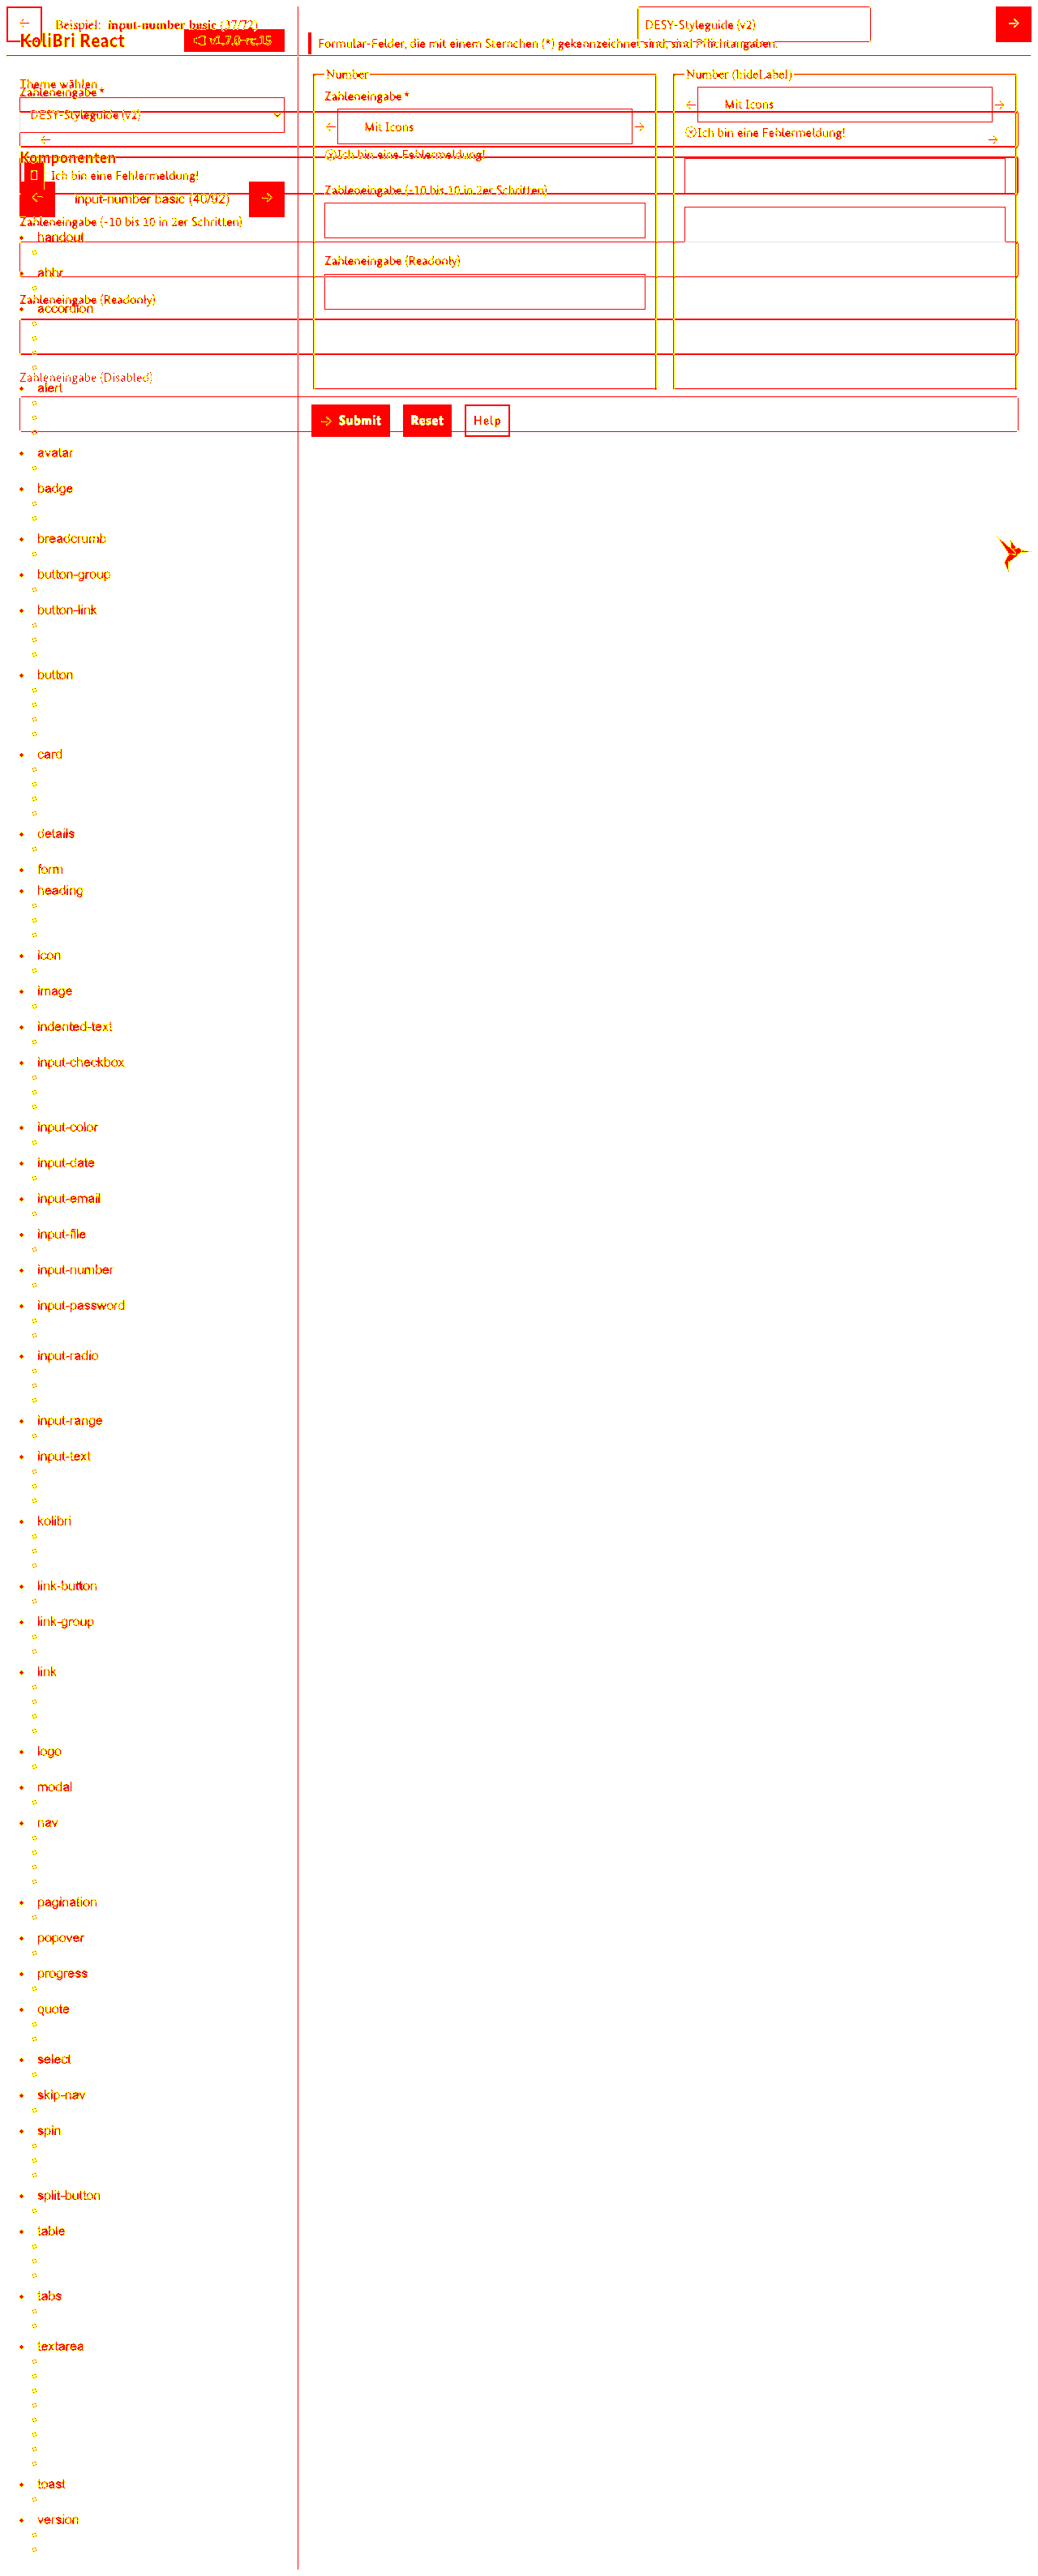 Beispiel: input-number basic (37/72)
DESY-Styleguide (v2)
KoliBri React
v1.7.0-rc.15
Formular-Felder, die mit einem Sternchen (*) gekennzeichnet sind, sind Pflichtangaben.
Theme wählen
Zahleneingabe *
DESY-Styleguide (v2)
Number
Zahleneingabe *
Mit Icons
Ich bin eine Fehlermeldung!
Zahleneingabe (-10 bis 10 in 2er Schritten)
Zahleneingabe (Readonly)
Number (hideLabel)
Mit Icons
Ich bin eine Fehlermeldung!
Komponenten
Ich bin eine Fehlermeldung!
input-number basic (40/92)
Zahleneingabe (-10 bis 10 in 2er Schritten)
handout
abbr
Zahleneingabe (Readonly)
accordion
Zahleneingabe (Disabled)
alert
Submit
Reset
Help
avatar
badge
breadcrumb
button-group
button-link
button
card
details
form
heading
icon
image
indented-text
input-checkbox
input-color
input-date
input-email
input-file
input-number
input-password
input-radio
input-range
input-text
kolibri
link-button
link-group
link
logo
modal
nav
pagination
popover
progress
quote
select
skip-nav
spin
split-button
table
tabs
textarea
toast
version